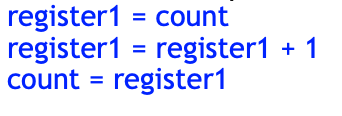 register1 = count
register1 = register1 + 1
count = register1